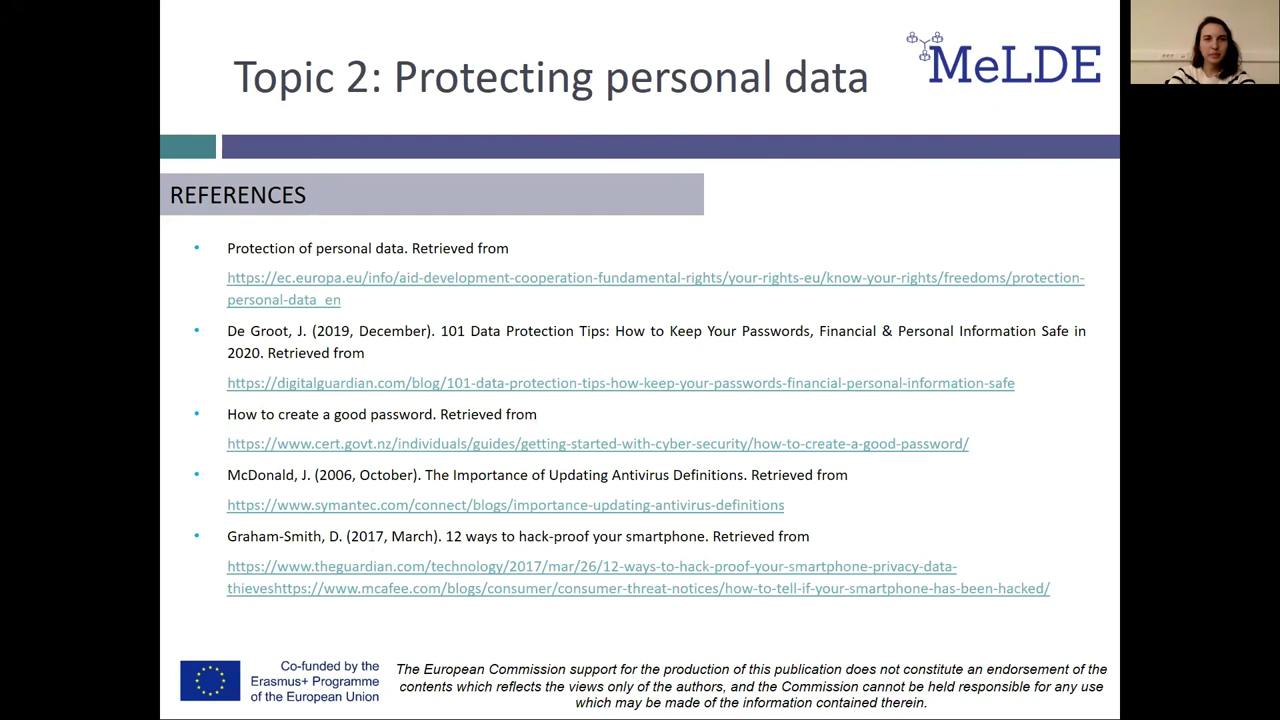 Topic 2: Protecting personal data
MeLDE
REFERENCES
• Protection of personal data. Retrieved from
https://ec.europa.eu/info/aid-development-cooperation-fundamental-rights/your-rights-eu/know-your-rights/freedoms/protection-
personal-data_en
• De Groot, J. (2019, December). 101 Data Protection Tips: How to Keep Your Passwords, Financial & Personal Information Safe in
2020. Retrieved from
https://digitalguardian.com/blog/101-data-protection-tips-how-keep-your-passwords-financial-personal-information-safe
• How to create a good password. Retrieved from
https://www.cert.govt.nz/individuals/guides/getting-started-with-cyber-security/how-to-create-a-good-password/
• McDonald, J. (2006, October). The Importance of Updating Antivirus Definitions. Retrieved from
https://www.symantec.com/connect/blogs/importance-updating-antivirus-definitions
• Graham-Smith, D. (2017, March). 12 ways to hack-proof your smartphone. Retrieved from
https://www.theguardian.com/technology/2017/mar/26/12-ways-to-hack-proof-your-smartphone-privacy-data-
thieveshttps://www.mcafee.com/blogs/consumer/consumer-threat-notices/how-to-tell-if-your-smartphone-has-been-hacked/
Co-funded by the
Erasmus+ Programme
of the European Union
The European Commission support for the production of this publication does not constitute an endorsement of the
contents which reflects the views only of the authors, and the Commission cannot be held responsible for any use
which may be made of the information contained therein.